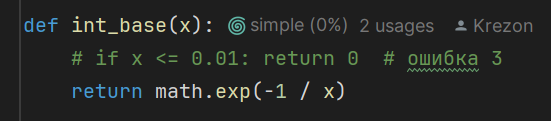 def int_base(x): simple (0%) 2 usages Krezon
# if x <= 0.01: return 0 # ошибка 3
return math.exp(-1 / x)